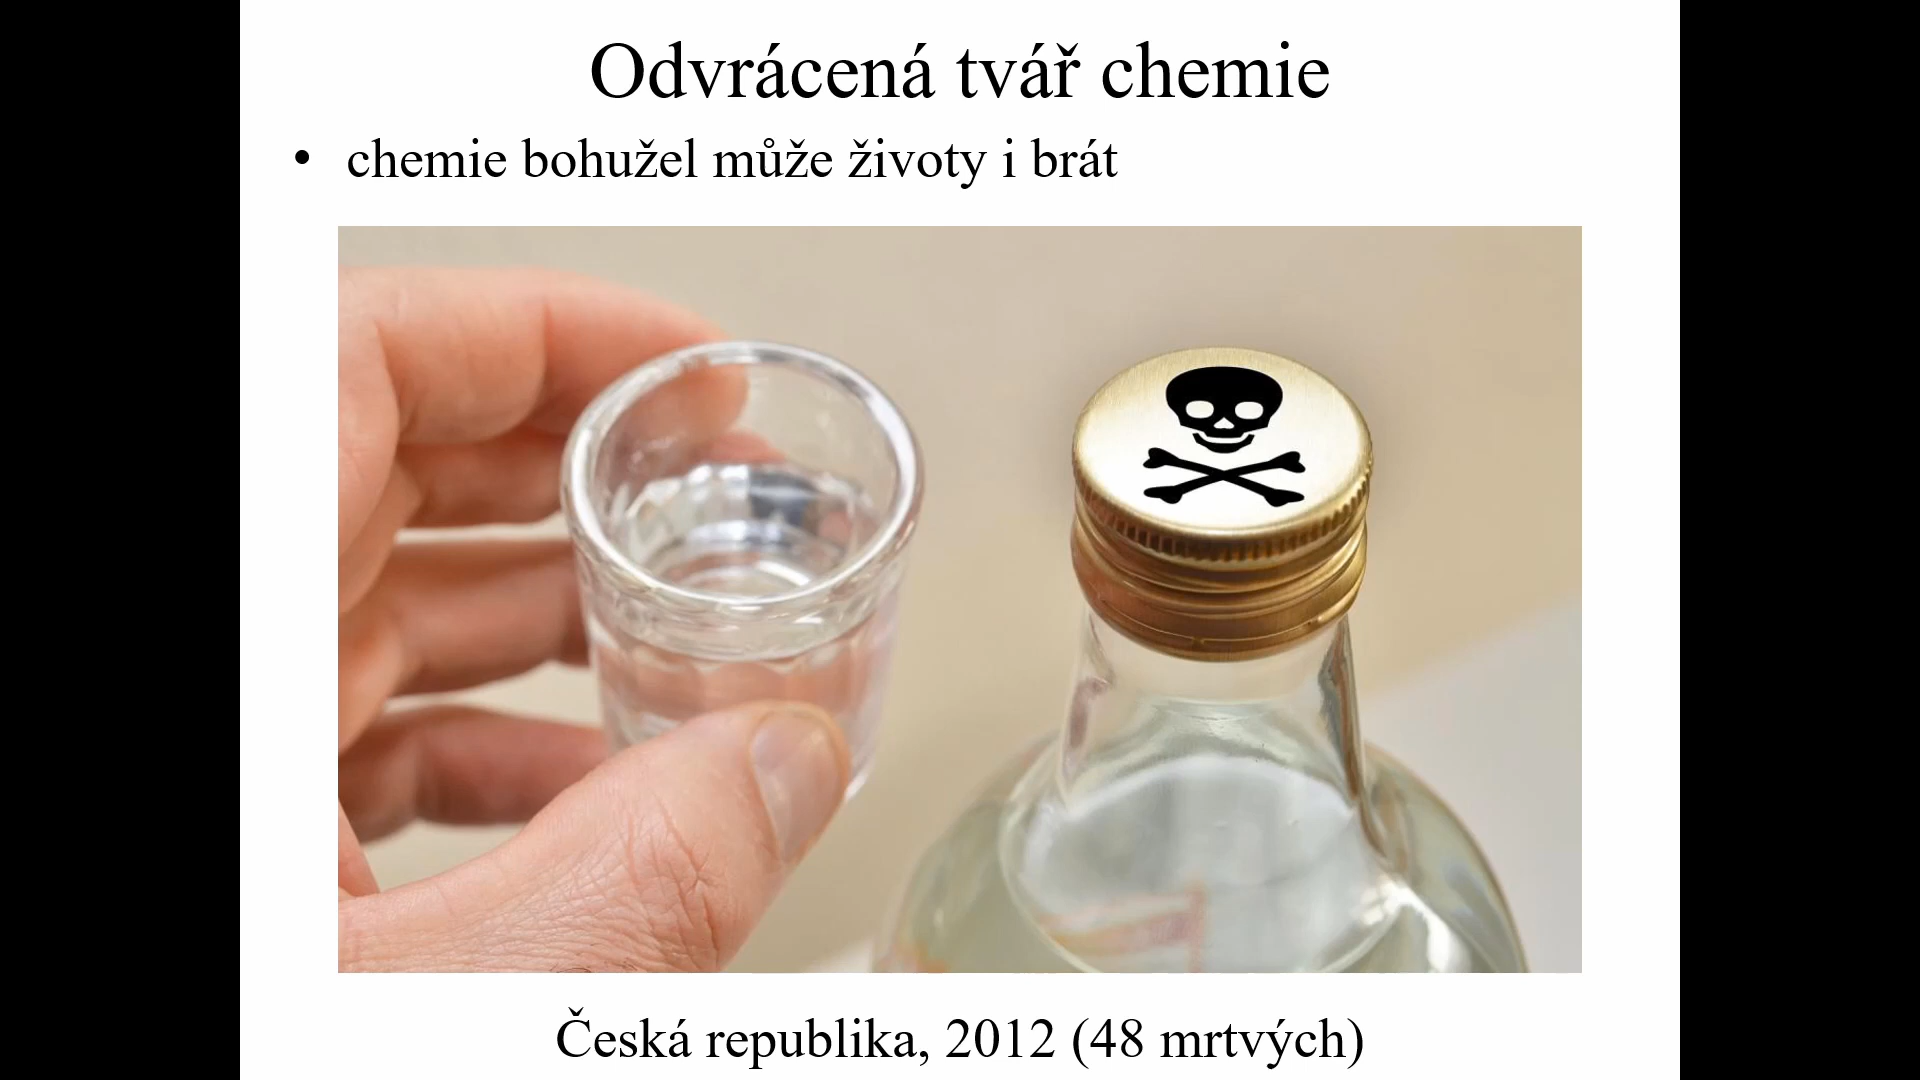 Odvrácená tvář chemie
• chemie bohužel může životy i brát
Česká republika, 2012 (48 mrtvých)